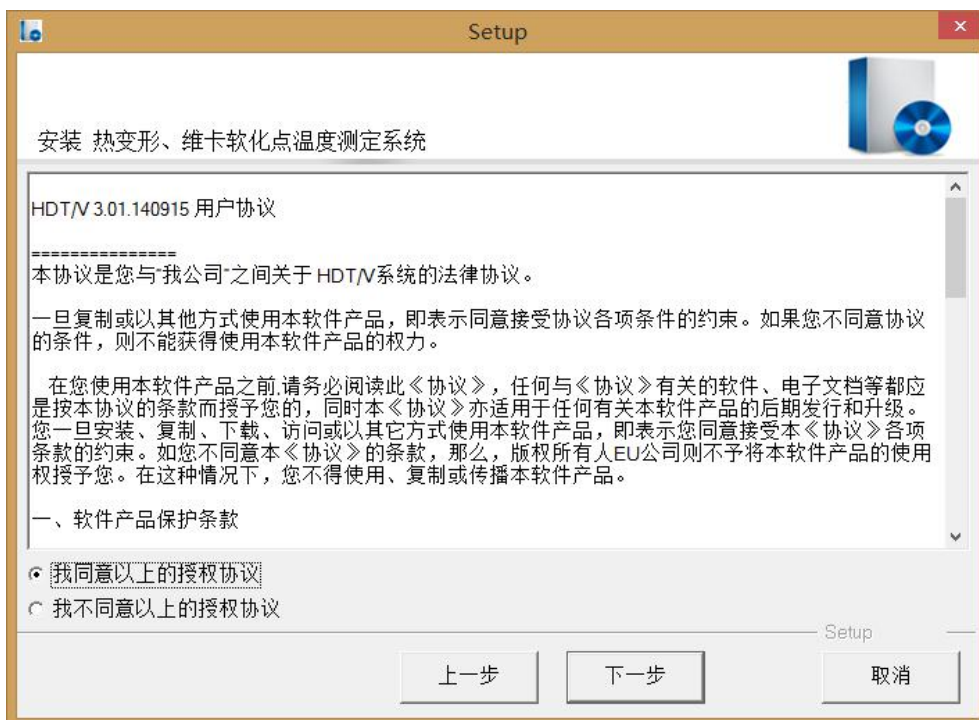 Setup
安装 热变形、维卡软化点温度测定系统
HDT/V 3.01.140915 用户协议
===============
本协议是您与"我公司"之间关于 HDT/V系统的法律协议。
一旦复制或以其他方式使用本软件产品，即表示同意接受协议各项条件的约束。如果您不同意协议
的条件，则不能获得使用本软件产品的权力。
在您使用本软件产品之前,请务必阅读此《协议》，任何与《协议》有关的软件、电子文档等都应
是按本协议的条款而授予您的，同时本《协议》亦适用于任何有关本软件产品的后期发行和升级。
您一旦安装、复制、下载、访问或以其它方式使用本软件产品，即表示您同意接受本《协议》各项
条款的约束。如您不同意本《协议》的条款，那么，版权所有人EU公司则不予将本软件产品的使用
权授予您。在这种情况下，您不得使用、复制或传播本软件产品。
一、软件产品保护条款
我同意以上的授权协议
我不同意以上的授权协议
Setup
上一步
下一步
取消